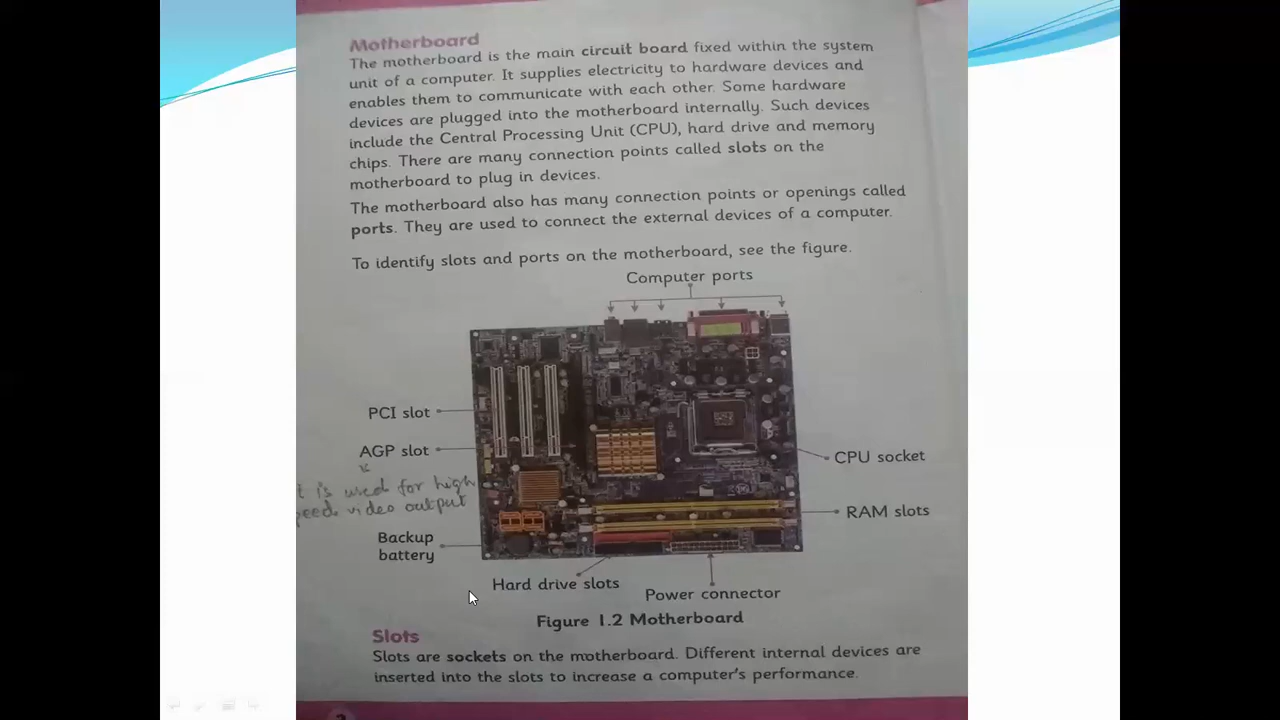 Motherboard
The motherboard is the main circuit board fixed within the system
unit of a computer. It supplies electricity to hardware devices and
enables them to communicate with each other. Some hardware
devices are plugged into the motherboard internally. Such devices
include the Central Processing Unit (CPU), hard drive and memory
chips. There are many connection points called slots on the
motherboard to plug in devices.
The motherboard also has many connection points or openings called
ports. They are used to connect the external devices of a computer.
To identify slots and ports on the motherboard, see the figure.
Computer ports
PCI slot
AGP slot
is used for high
video output
CPU socket
RAM slots
Backup
battery
Hard drive slots
Power connector
Figure 1.2 Motherboard
Slots
Slots are sockets on the motherboard. Different internal devices are
inserted into the slots to increase a computer's performance.